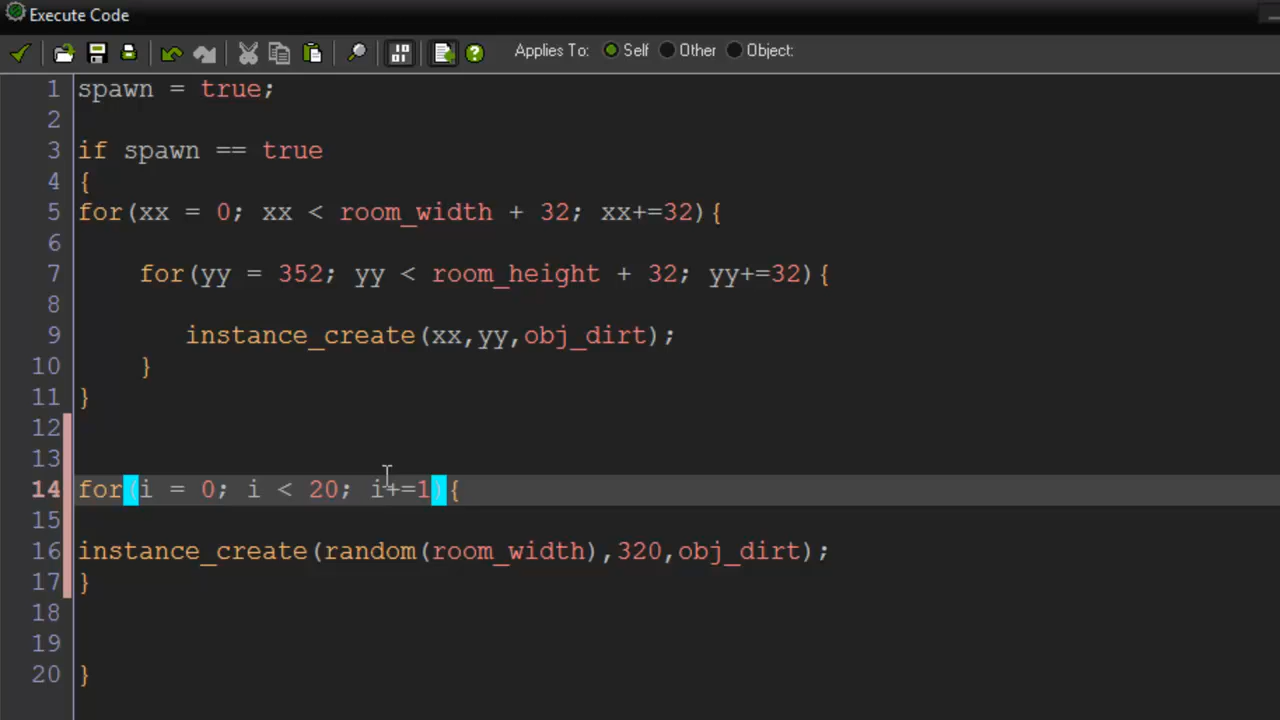 Execute Code
Applies To: Self Other Object:
1 spawn = true;
2
3 if spawn == true
4 {
5 for(xx = 0; xx < room_width + 32; xx+=32){
6
7 for(yy = 352; yy < room_height + 32; yy+=32){
8
9 instance_create(xx,yy,obj_dirt);
10 }
11 }
12
13
14 for(i = 0; i < 20; i+=1){
15
16 instance_create(random(room_width),320,obj_dirt);
17 }
18
19
20 }